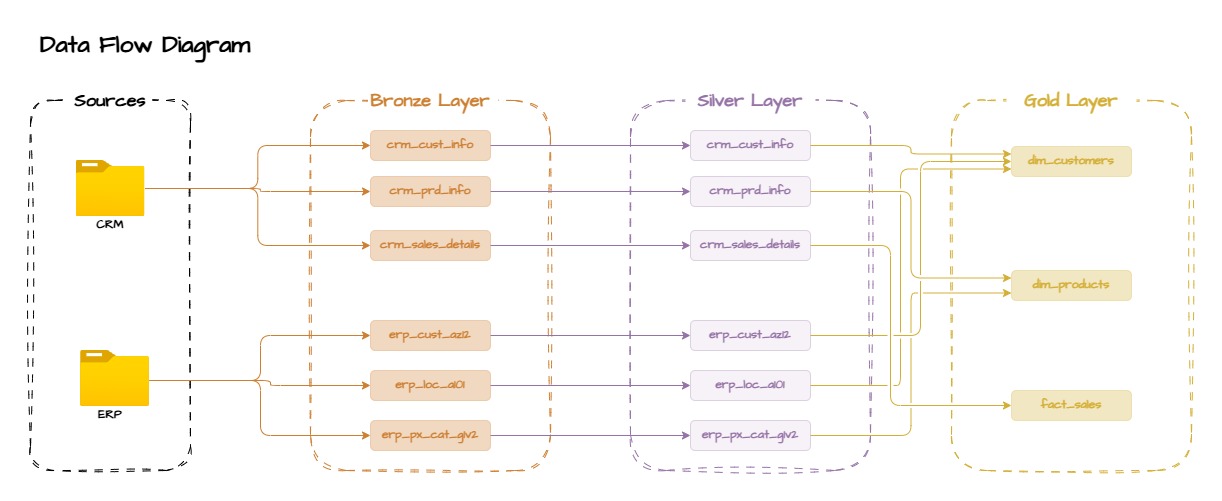 Data Flow Diagram
Sources
Bronze Layer
Silver Layer
Gold Layer
crm_cust_info
crm_cust_info
dim_customers
crm_prd_info
crm_prd_info
CRM
crm_sales_details
crm_sales_details
dim_products
erp_cust_az12
erp_cust_az12
erp_loc_a101
erp_loc_a101
fact_sales
ERP
erp_px_cat_g1v2
erp_px_cat_g1v2